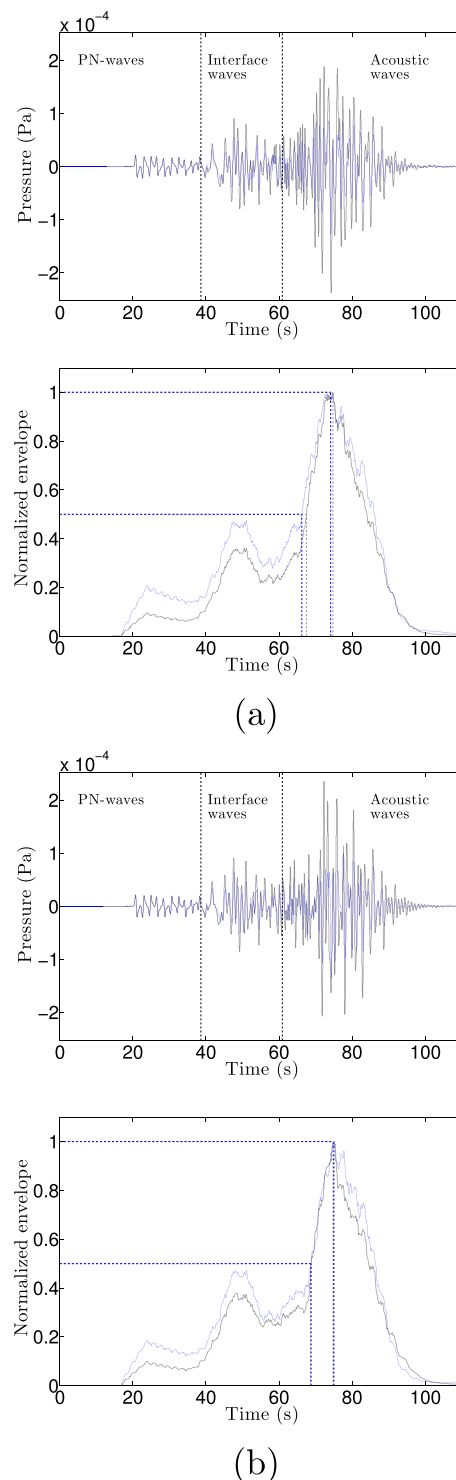 x 10⁻⁴
PN-waves Interface waves Acoustic waves
2
1
0
−1
−2
Pressure (Pa)
0 20 40 60 80 100
Time (s)
1
0.8
0.6
0.4
0.2
0
Normalized envelope
0 20 40 60 80 100
Time (s)
(a)
x 10⁻⁴
PN-waves Interface waves Acoustic waves
2
1
0
−1
−2
Pressure (Pa)
0 20 40 60 80 100
Time (s)
1
0.8
0.6
0.4
0.2
0
Normalized envelope
0 20 40 60 80 100
Time (s)
(b)